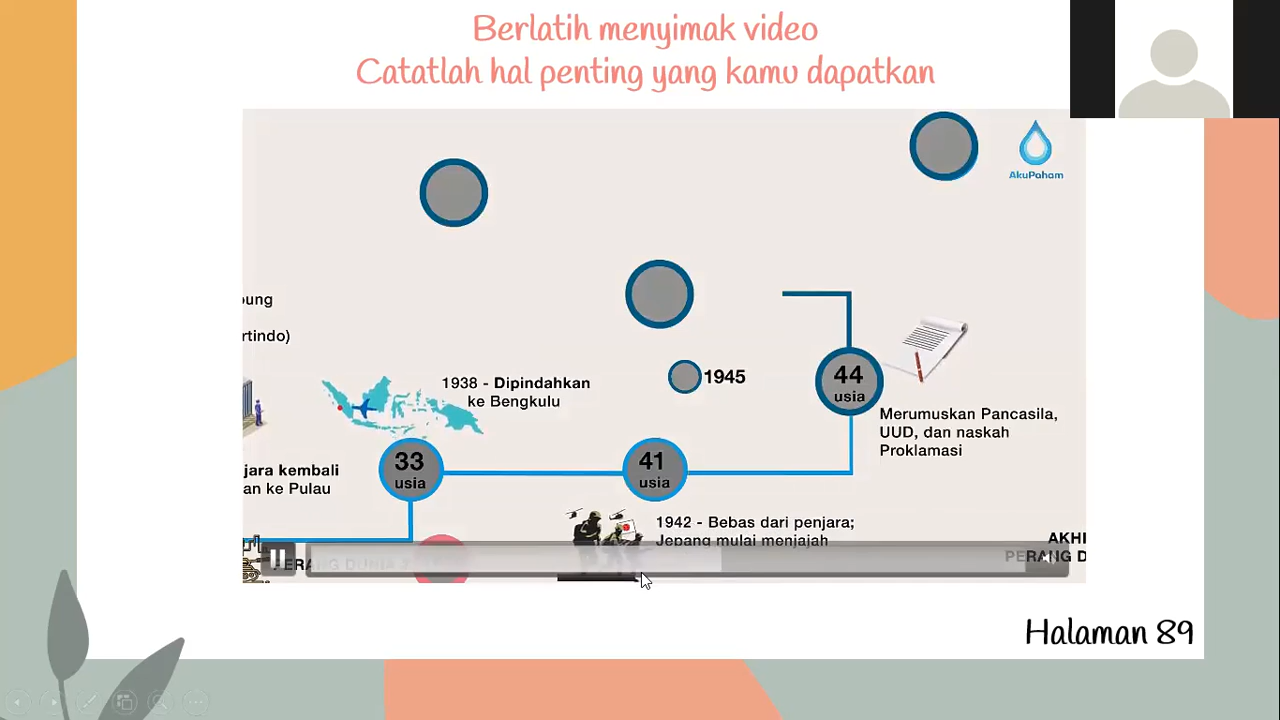 Berlatih menyimak video
Catatlah hal penting yang kamu dapatkan
AkuPaham
rtindo)
1938 - Dipindahkan
ke Bengkulu
1945
44
usia
Merumuskan Pancasila,
UUD, dan naskah
Proklamasi
33
usia
41
usia
jara kembali
an ke Pulau
1942 - Bebas dari penjara;
Jepang mulai menjajah
AKHI
PERANG D
PERANG DUNIA
Halaman 89